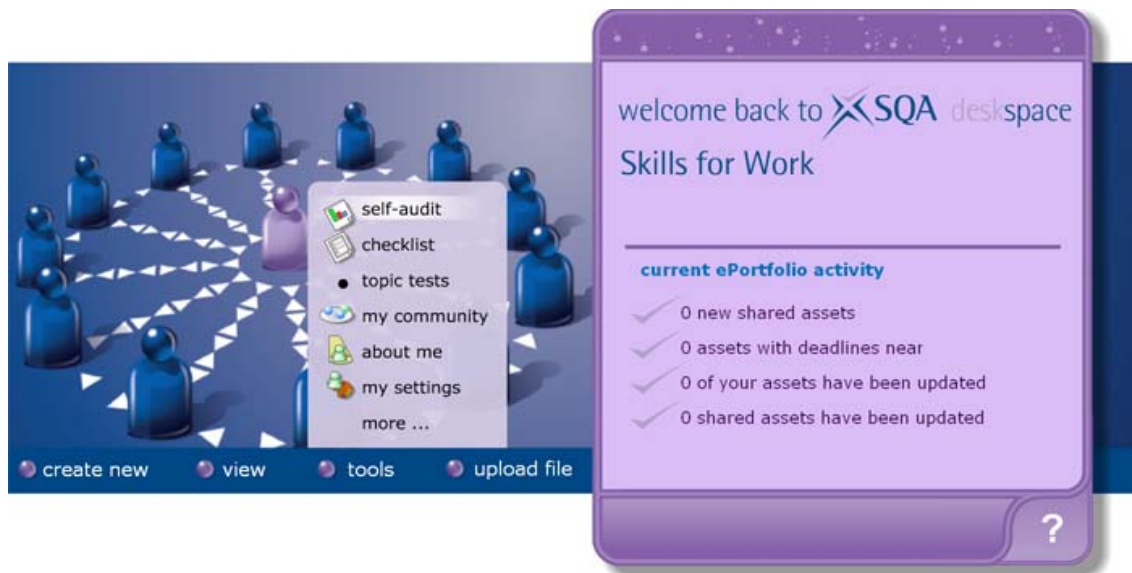 welcome back to SQA deskspace
Skills for Work
current ePortfolio activity
0 new shared assets
0 assets with deadlines near
0 of your assets have been updated
0 shared assets have been updated
?
self-audit
checklist
topic tests
my community
about me
my settings
more ...
create new
view
tools
upload file